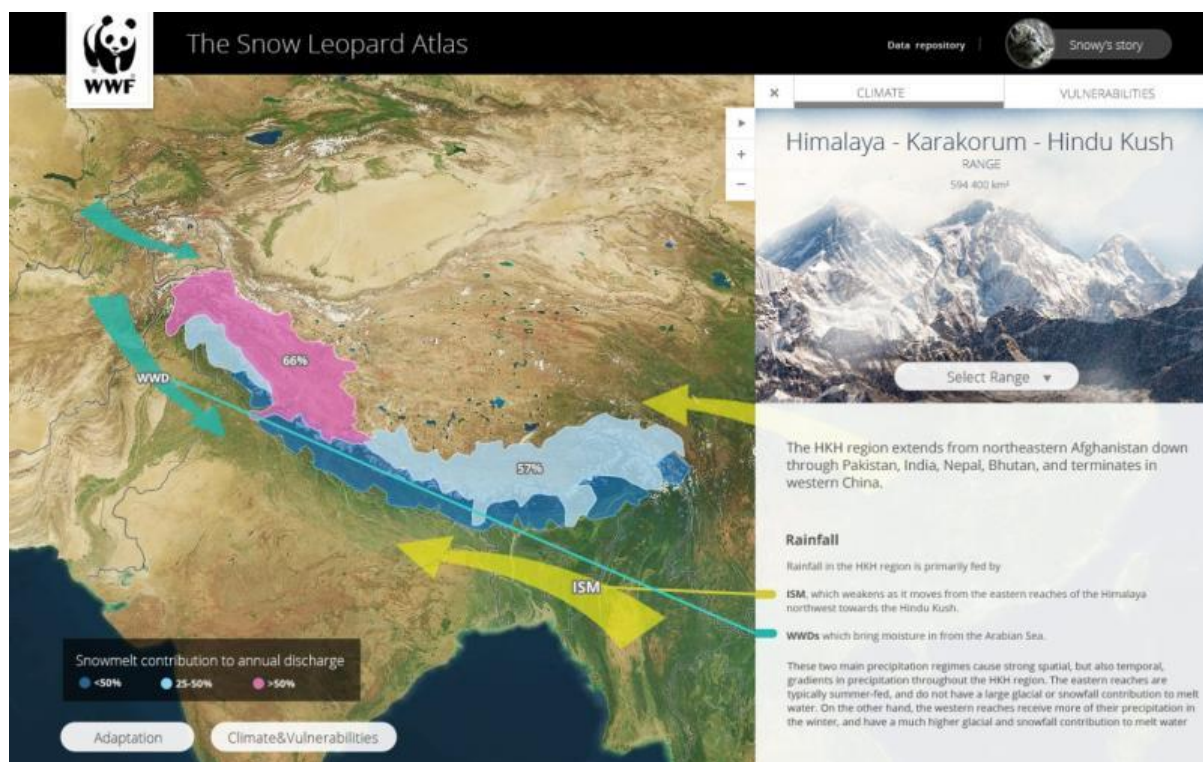 WWF
The Snow Leopard Atlas
Data repository
Snowy's story
CLIMATE
VULNERABILITIES
Himalaya - Karakorum - Hindu Kush
RANGE
594 400 km²
Select Range
66%
WWD
57%
ISM
The HKH region extends from northeastern Afghanistan down
through Pakistan, India, Nepal, Bhutan, and terminates in
western China.
Rainfall
Rainfall in the HKH region is primarily fed by
ISM, which weakens as it moves from the eastern reaches of the Himalaya
northwest towards the Hindu Kush.
WWDs which bring moisture in from the Arabian Sea.
These two main precipitation regimes cause strong spatial, but also temporal,
gradients in precipitation throughout the HKH region. The eastern reaches are
typically summer-fed, and do not have a large glacial or snowfall contribution to melt
water. On the other hand, the western reaches receive more of their precipitation in
the winter, and have a much higher glacial and snowfall contribution to melt water
Snowmelt contribution to annual discharge
<50%
25-50%
>50%
Adaptation
Climate&Vulnerabilities